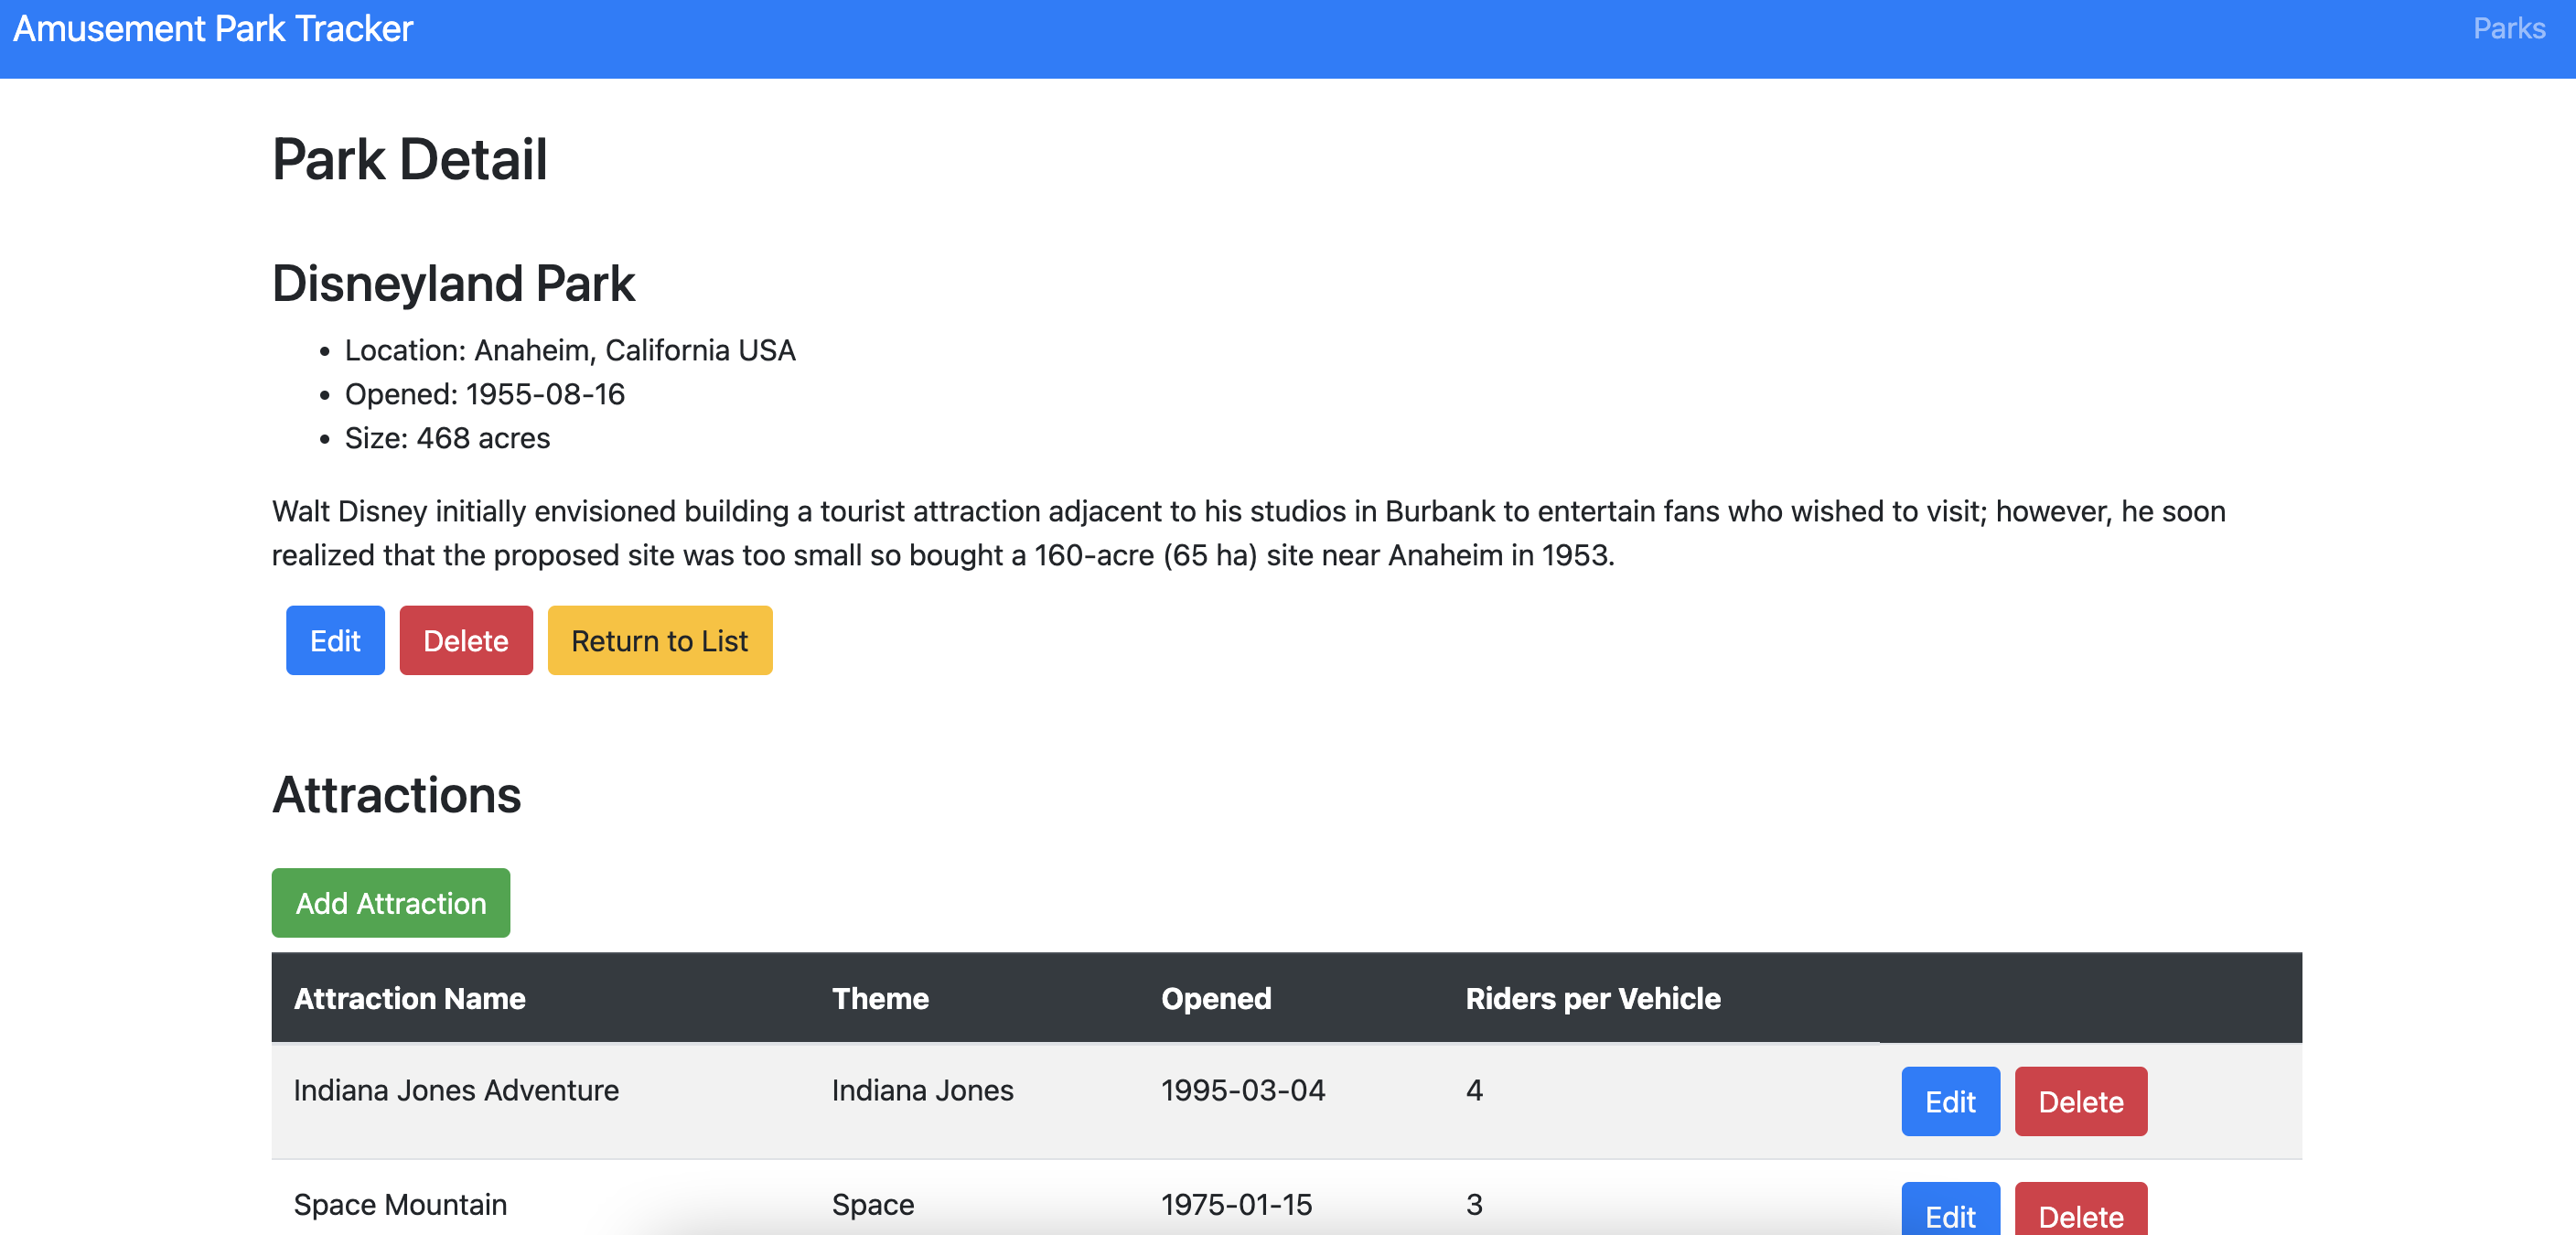 Amusement Park Tracker Parks
Park Detail
Disneyland Park
• Location: Anaheim, California USA
• Opened: 1955-08-16
• Size: 468 acres
Walt Disney initially envisioned building a tourist attraction adjacent to his studios in Burbank to entertain fans who wished to visit; however, he soon
realized that the proposed site was too small so bought a 160-acre (65 ha) site near Anaheim in 1953.
Edit Delete Return to List
Attractions
Add Attraction
Attraction Name Theme Opened Riders per Vehicle
Indiana Jones Adventure Indiana Jones 1995-03-04 4 Edit Delete
Space Mountain Space 1975-01-15 3 Edit Delete